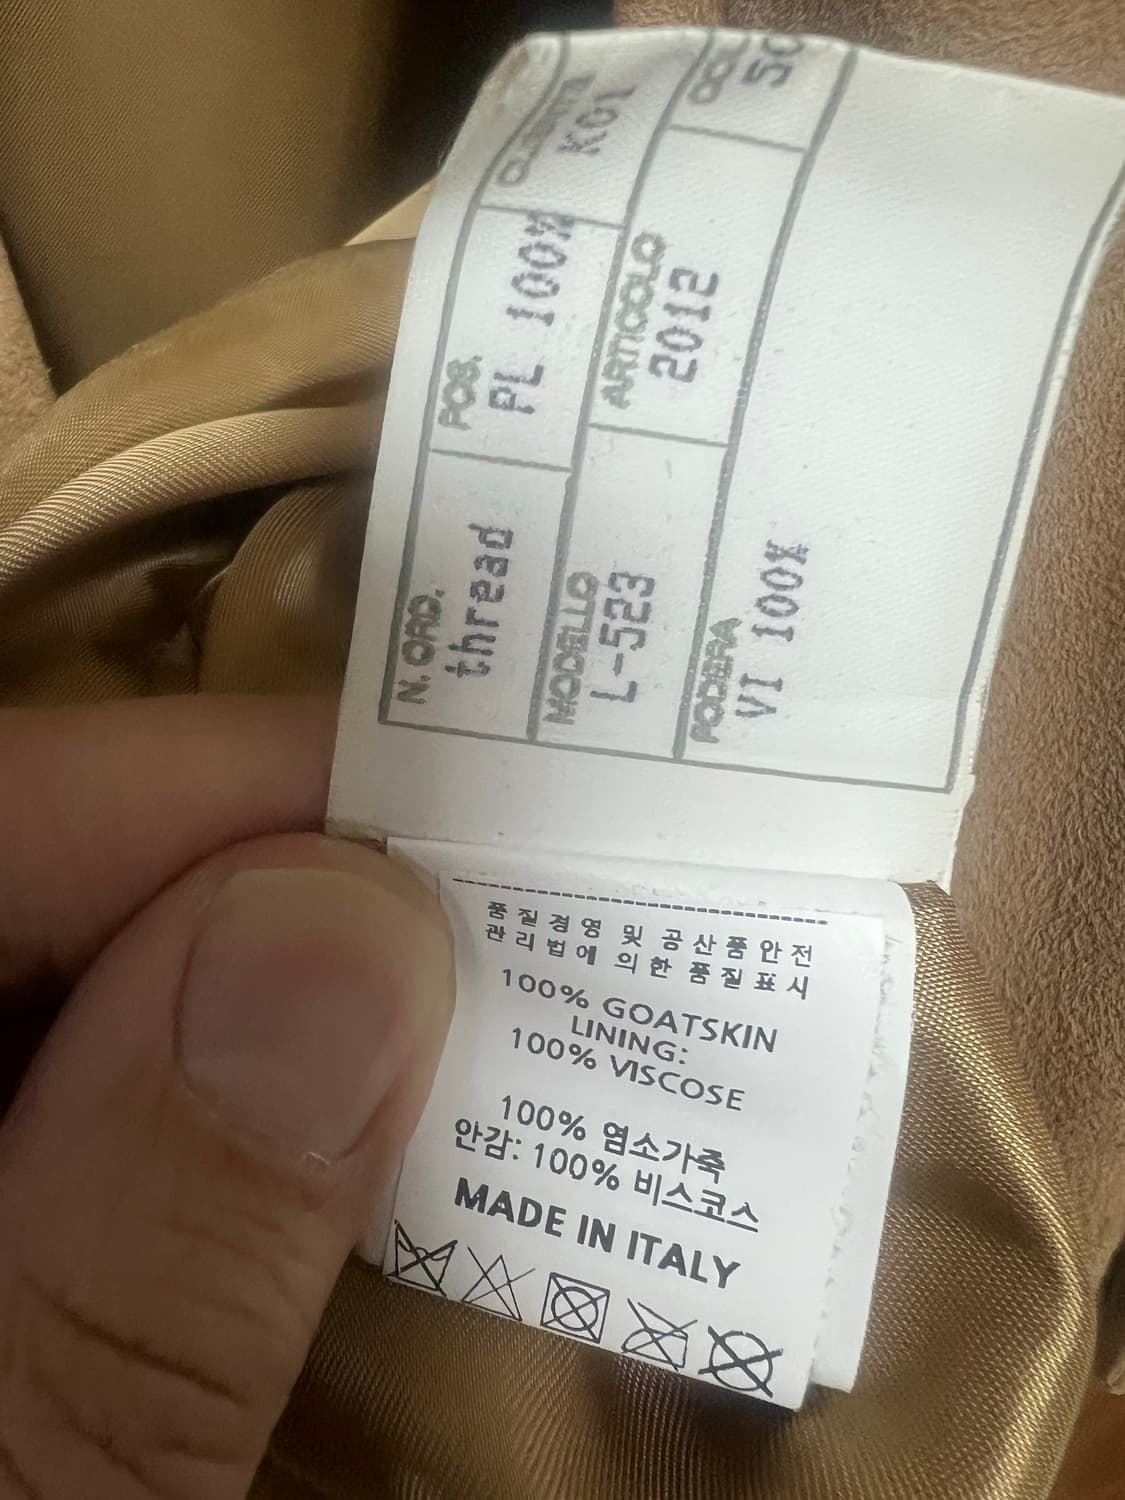 N. ORD.
thread
POS.
PL 100%
CLIENTE
K01
MODELLO
L-523
ARTICOLO
2012
FODERA
VI 100%
품질경영 및 공산품안전
관리법에 의한 품질표시
100% GOATSKIN
LINING:
100% VISCOSE
100% 염소가죽
안감: 100% 비스코스
MADE IN ITALY